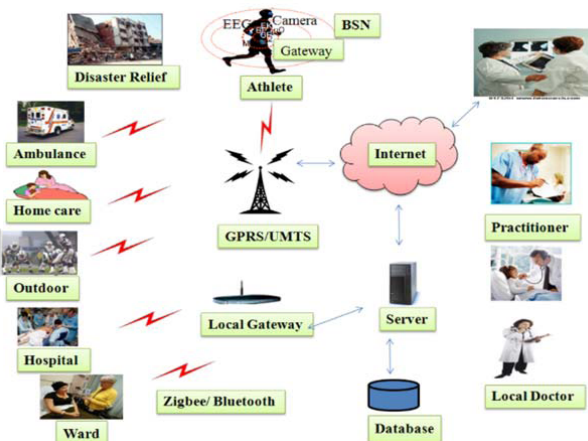 EEG
Camera
BSN
Gateway
Disaster Relief
Athlete
Ambulance
Internet
Home care
Practitioner
GPRS/UMTS
Outdoor
Local Gateway
Server
Hospital
Local Doctor
Zigbee/ Bluetooth
Database
Ward